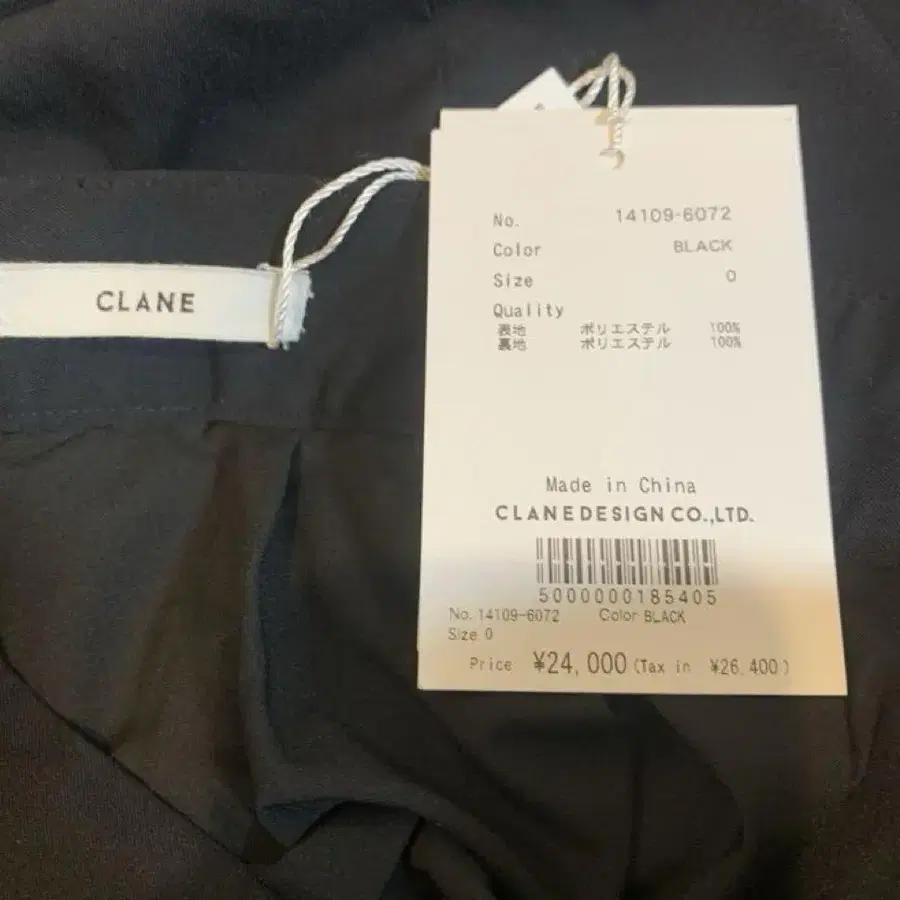 CLANE
No. 14109-6072
Color BLACK
Size 0
Quality
表地 ポリエステル 100%
裏地 ポリエステル 100%
Made in China
CLANE DESIGN CO.,LTD.
5000000185405
No. 14109-6072 Color BLACK
Size 0
Price ¥24,000 (Tax in ¥26,400)